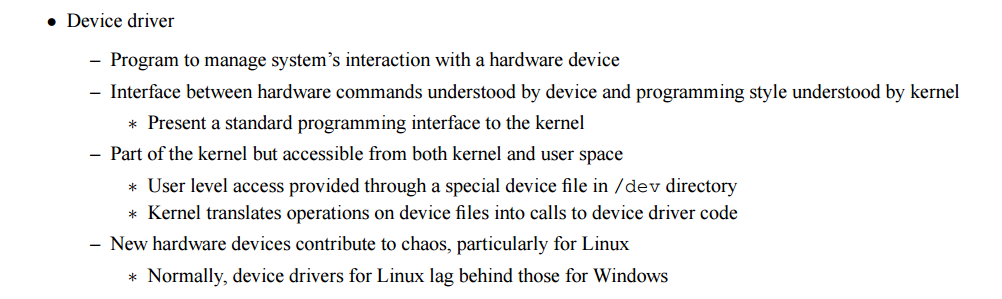 • Device driver
– Program to manage system’s interaction with a hardware device
– Interface between hardware commands understood by device and programming style understood by kernel
∗ Present a standard programming interface to the kernel
– Part of the kernel but accessible from both kernel and user space
∗ User level access provided through a special device file in /dev directory
∗ Kernel translates operations on device files into calls to device driver code
– New hardware devices contribute to chaos, particularly for Linux
∗ Normally, device drivers for Linux lag behind those for Windows